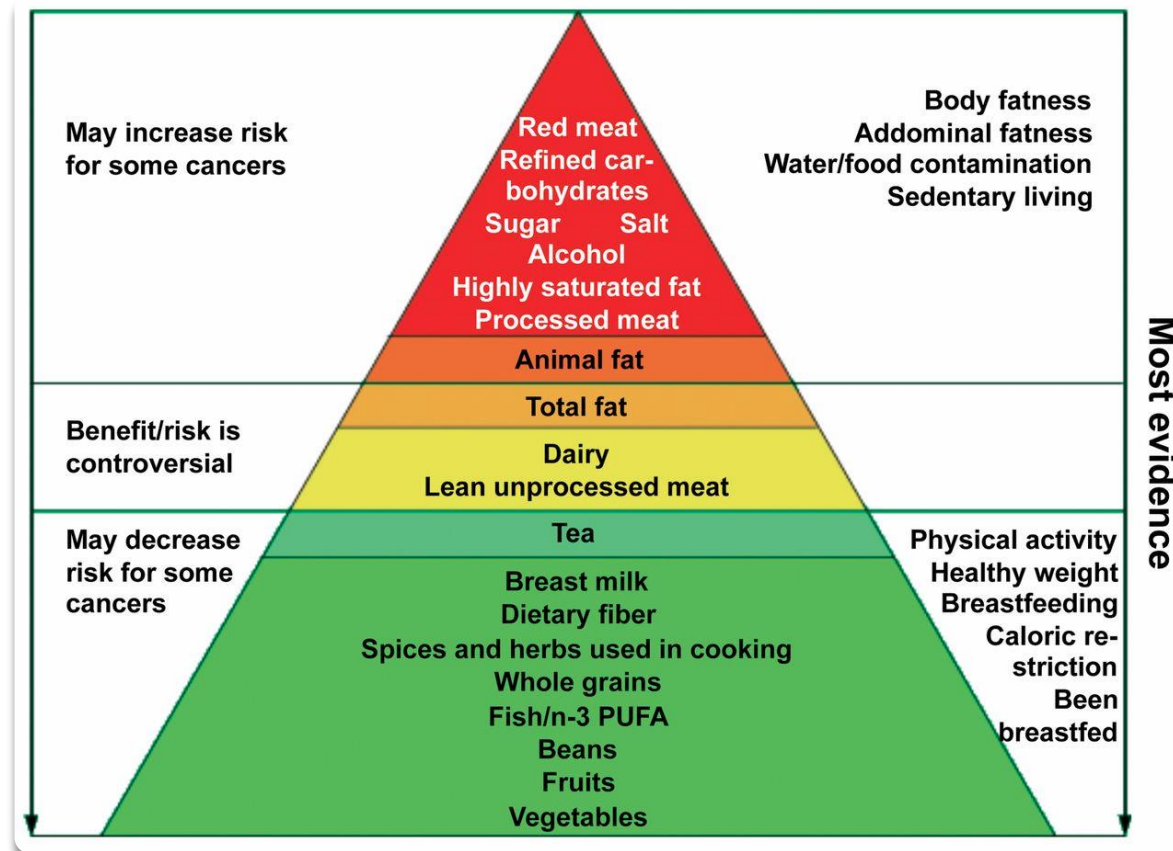 May increase risk
for some cancers
Red meat
Refined car-
bohydrates
Sugar Salt
Alcohol
Highly saturated fat
Processed meat
Animal fat
Body fatness
Addominal fatness
Water/food contamination
Sedentary living
Benefit/risk is
controversial
Total fat
Dairy
Lean unprocessed meat
May decrease
risk for some
cancers
Tea
Breast milk
Dietary fiber
Spices and herbs used in cooking
Whole grains
Fish/n-3 PUFA
Beans
Fruits
Vegetables
Physical activity
Healthy weight
Breastfeeding
Caloric re-
striction
Been
breastfed
Most evidence